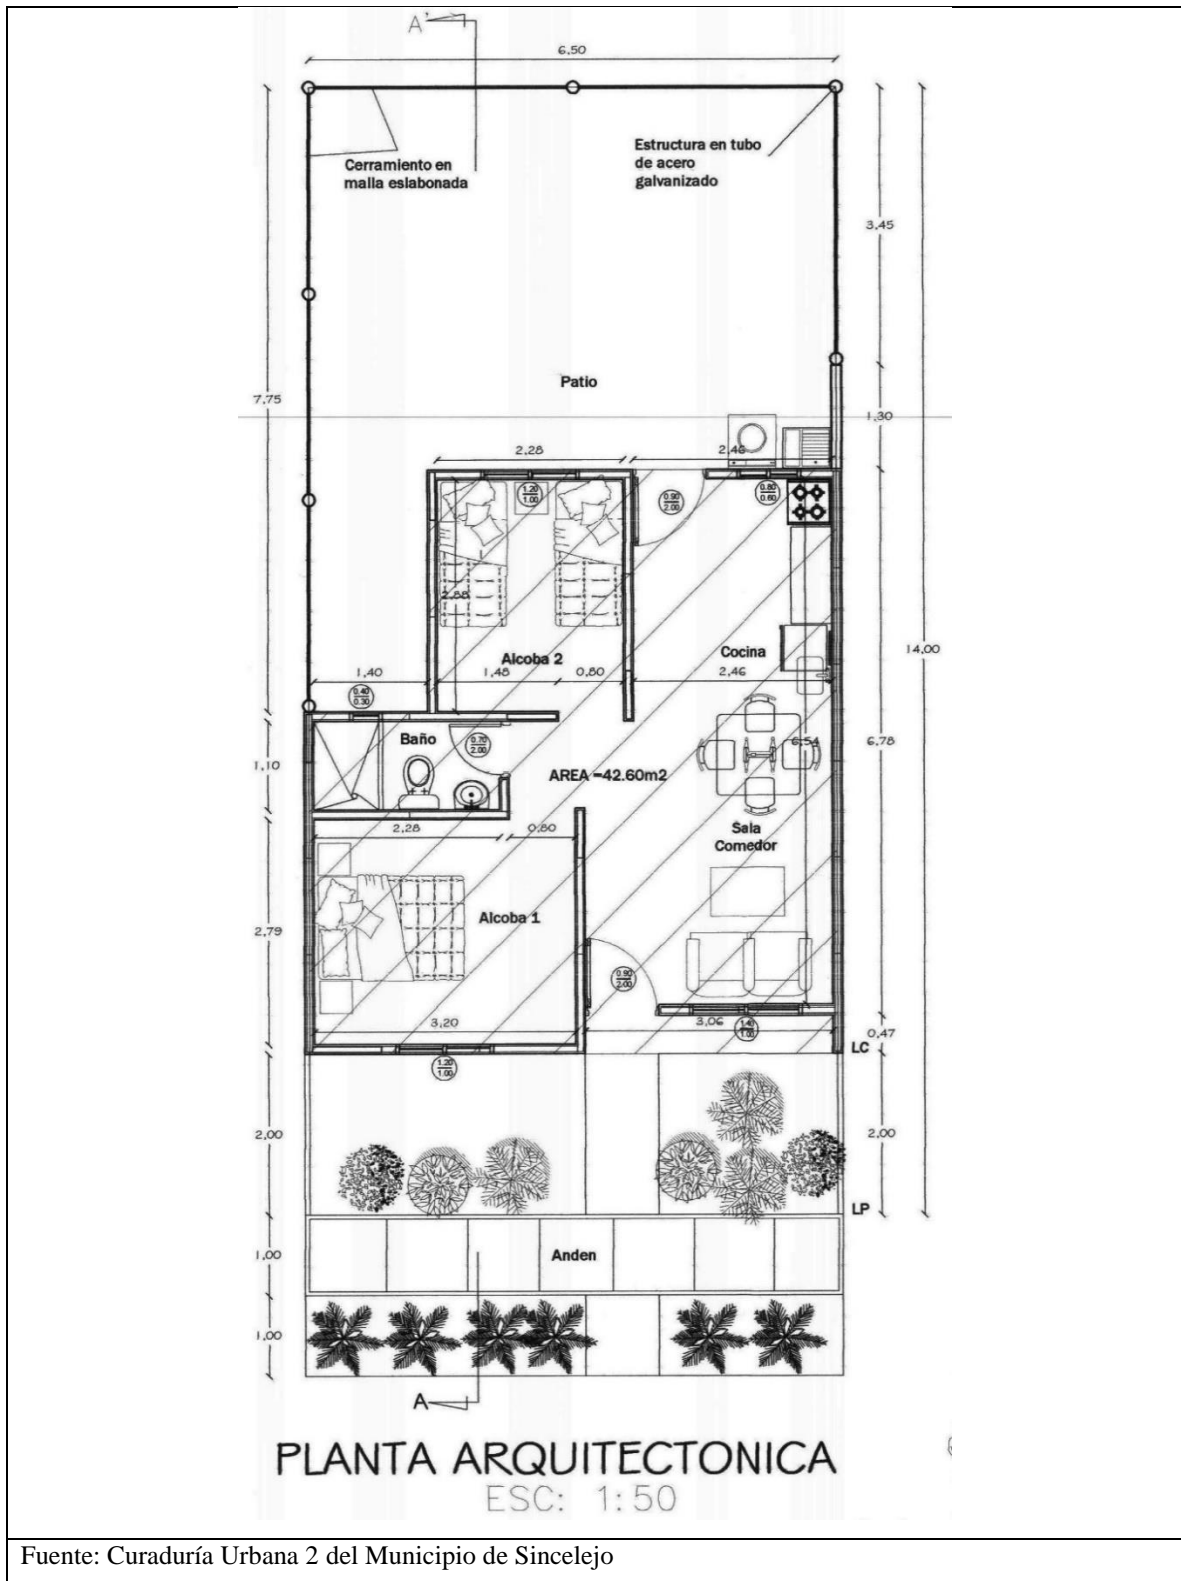 A'
6.50
Cerramiento en
malla eslabonada
Estructura en tubo
de acero
galvanizado
3.45
Patio
7.75
1.30
2.28
2.46
1.20
1.00
0.90
2.00
0.80
0.60
2.88
Alcoba 2
Cocina
14.00
1.40
1.48
0.80
2.46
0.40
0.30
Baño
0.70
2.00
6.54
6.78
1.10
AREA =42.60m2
2.28
0.80
Sala
Comedor
2.79
Alcoba 1
0.90
2.00
3.20
3.06
1.40
1.00
0.47
LC
1.20
1.00
2.00
2.00
LP
1.00
Anden
1.00
A
PLANTA ARQUITECTONICA
ESC: 1:50
Fuente: Curaduría Urbana 2 del Municipio de Sincelejo